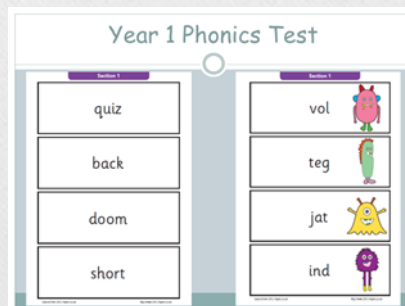 Year 1 Phonics Test
Section 1
quiz
back
doom
short
Section 1
vol
teg
jat
ind